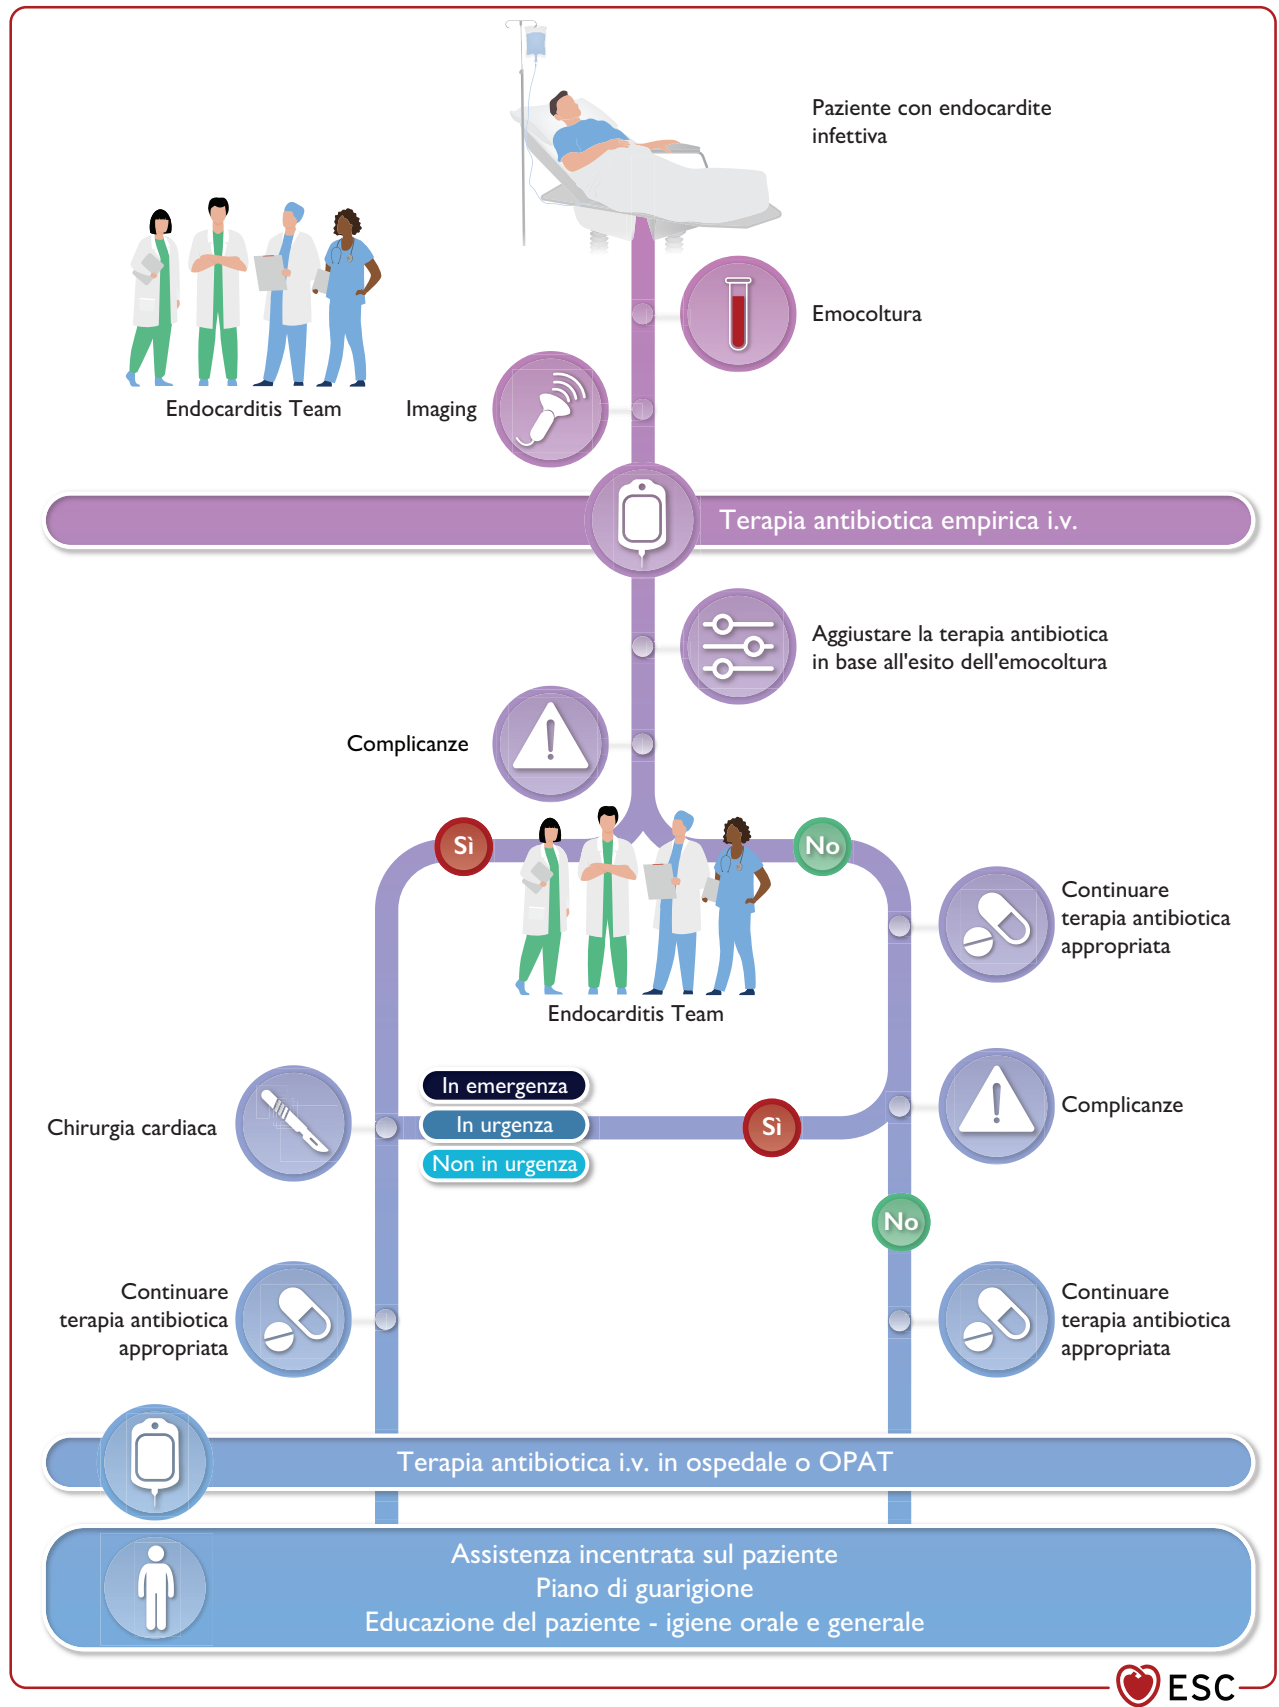 Paziente con endocardite
infettiva
Emocoltura
Endocarditis Team
Imaging
Terapia antibiotica empirica i.v.
Aggiustare la terapia antibiotica
in base all'esito dell'emocoltura
Complicanze
Sì
No
Continuare
terapia antibiotica
appropriata
Endocarditis Team
In emergenza
In urgenza
Non in urgenza
Chirurgia cardiaca
Sì
Complicanze
No
Continuare
terapia antibiotica
appropriata
Continuare
terapia antibiotica
appropriata
Terapia antibiotica i.v. in ospedale o OPAT
Assistenza incentrata sul paziente
Piano di guarigione
Educazione del paziente - igiene orale e generale
ESC